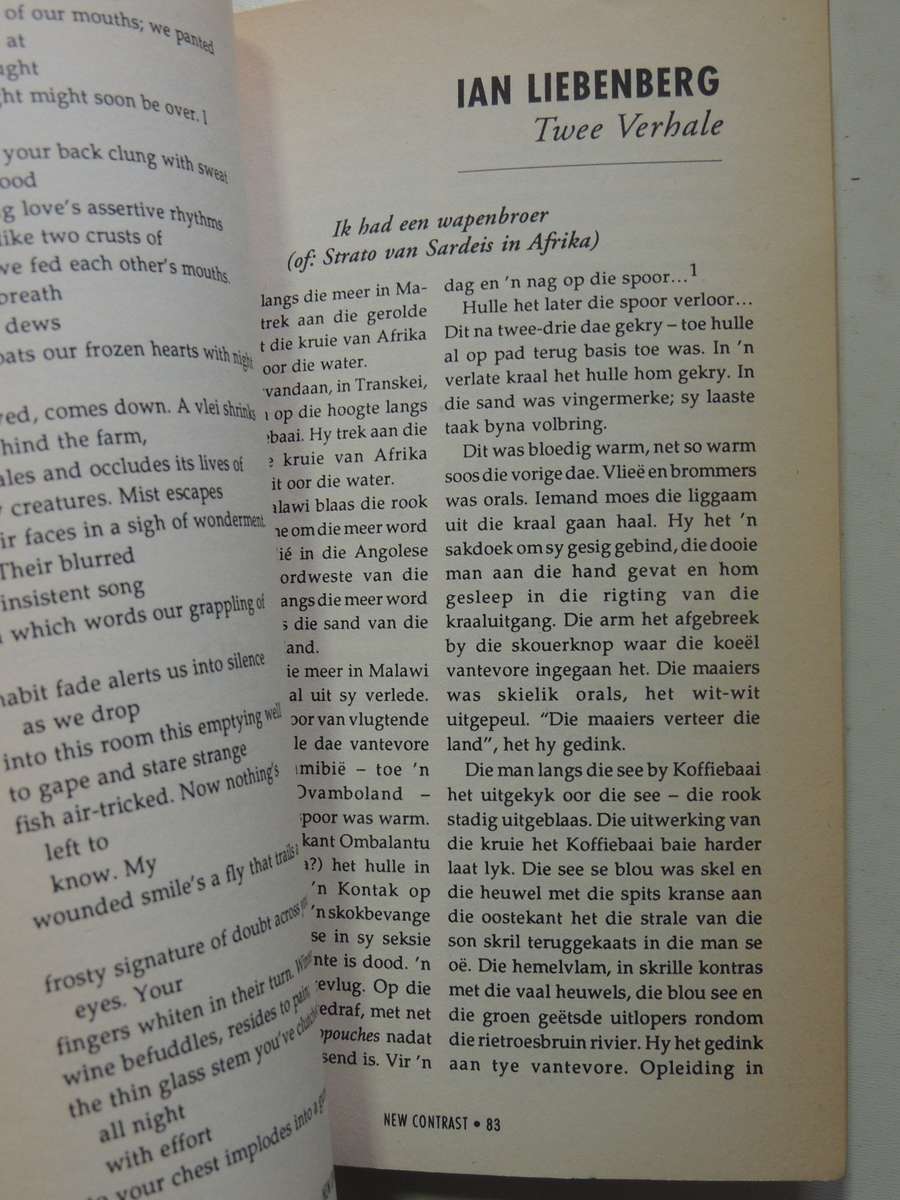 of our mouths; we panted
at
ght might soon be over. I
your back clung with sweat
ood
g love's assertive rhythms
like two crusts of
we fed each other's mouths.
breath
dews
oats our frozen hearts with night
ed, comes down. A vlei shrinks
hind the farm,
ales and occludes its lives of
creatures. Mist escapes
ir faces in a sigh of wonderment.
Their blurred
insistent song
which words our grappling of
habit fade alerts us into silence
as we drop
into this room this emptying well
to gape and stare strange
fish air-tricked. Now nothing's
left to
know. My
wounded smile's a fly that trails a
frosty signature of doubt across
eyes. Your
fingers whiten in their turn.
wine befuddles, resides to pain,
the thin glass stem you've
all night
with effort
your chest implodes into a
IAN LIEBENBERG
Twee Verhale
Ik had een wapenbroer
(of: Strato van Sardeis in Afrika)
langs die meer in Ma-
trek aan die gerolde
t die kruie van Afrika
oor die water.
vandaan, in Transkei,
op die hoogte langs
ebaai. Hy trek aan die
e kruie van Afrika
it oor die water.
alawi blaas die rook
ne om die meer word
ié in die Angolese
ordweste van die
angs die meer word
s die sand van die
land.
ie meer in Malawi
al uit sy verlede.
oor van vlugtende
le dae vantevore
mibië – toe 'n
Ovamboland –
poor was warm.
kant Ombalantu
a?) het hulle in
'n Kontak op
'n skokbevange
se in sy seksie
nte is dood. 'n
evlug. Op die
edraf, met net
opouches nadat
send is. Vir 'n
dag en 'n nag op die spoor...1
Hulle het later die spoor verloor...
Dit na twee-drie dae gekry – toe hulle
al op pad terug basis toe was. In 'n
verlate kraal het hulle hom gekry. In
die sand was vingermerke; sy laaste
taak byna volbring.
Dit was bloedig warm, net so warm
soos die vorige dae. Vlieë en brommers
was orals. Iemand moes die liggaam
uit die kraal gaan haal. Hy het 'n
sakdoek om sy gesig gebind, die dooie
man aan die hand gevat en hom
gesleep in die rigting van die
kraaluitgang. Die arm het afgebreek
by die skouerknop waar die koeël
vantevore ingegaan het. Die maaiers
was skielik orals, het wit-wit
uitgepeul. “Die maaiers verteer die
land”, het hy gedink.
Die man langs die see by Koffiebaai
het uitgekyk oor die see – die rook
stadig uitgeblaas. Die uitwerking van
die kruie het Koffiebaai baie harder
laat lyk. Die see se blou was skel en
die heuwel met die spits kranse aan
die oostekant het die strale van die
son skril teruggekaats in die man se
oë. Die hemelvlam, in skrille kontras
met die vaal heuwels, die blou see en
die groen geëtsde uitlopers rondom
die rietroesbruin rivier. Hy het gedink
aan tye vantevore. Opleiding in
NEW CONTRAST • 83